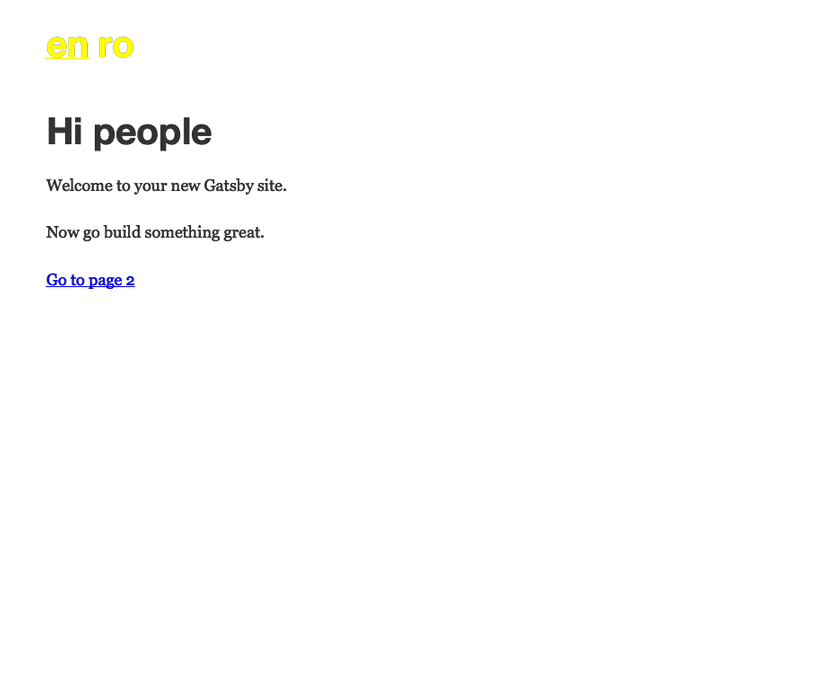 en ro
Hi people
Welcome to your new Gatsby site.
Now go build something great.
Go to page 2